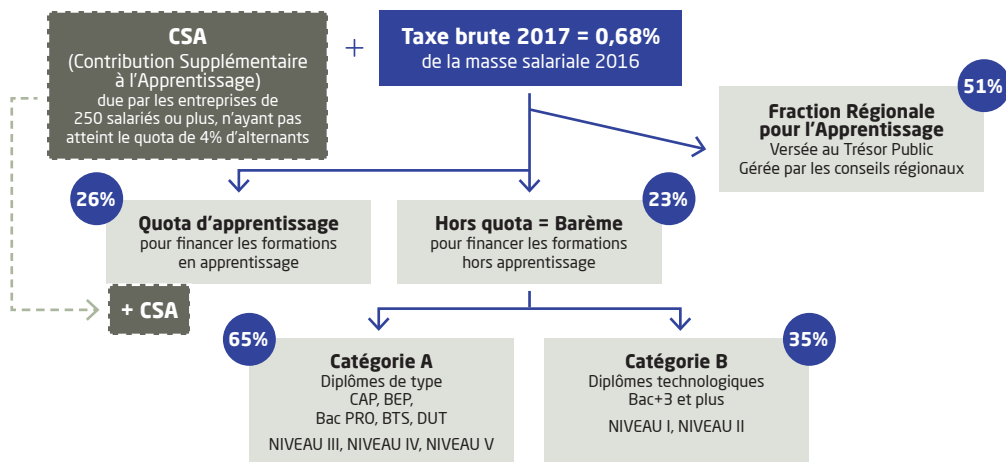 CSA
(Contribution Supplémentaire
à l'Apprentissage)
due par les entreprises de
250 salariés ou plus, n'ayant pas
atteint le quota de 4% d'alternants
+
Taxe brute 2017 = 0,68%
de la masse salariale 2016
51%
Fraction Régionale
pour l'Apprentissage
Versée au Trésor Public
Gérée par les conseils régionaux
26%
Quota d'apprentissage
pour financer les formations
en apprentissage
23%
Hors quota = Barème
pour financer les formations
hors apprentissage
+ CSA
65%
Catégorie A
Diplômes de type
CAP, BEP,
Bac PRO, BTS, DUT
NIVEAU III, NIVEAU IV, NIVEAU V
35%
Catégorie B
Diplômes technologiques
Bac+3 et plus
NIVEAU I, NIVEAU II